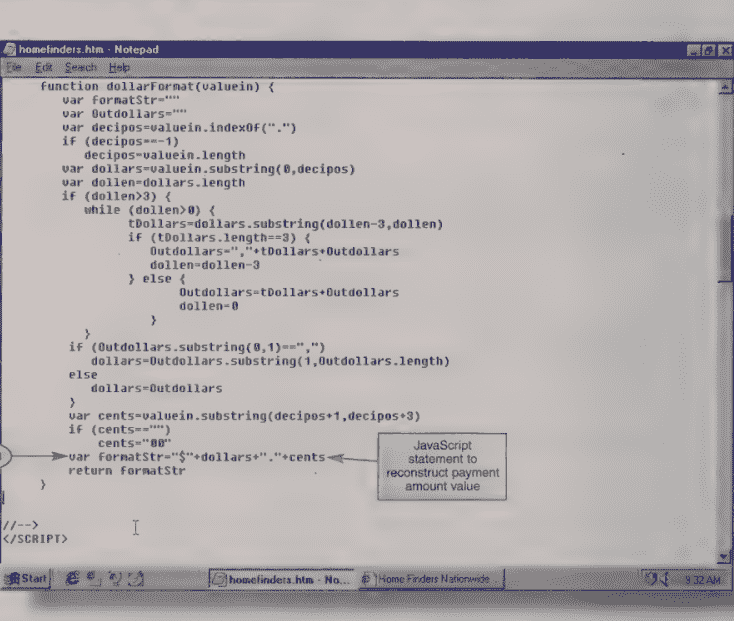 homefinders.htm - Notepad
File Edit Search Help
function dollarFormat(valuein) {
var formatStr=""
var Outdollars=""
var decipos=valuein.indexOf(".")
if (decipos==-1)
decipos=valuein.length
var dollars=valuein.substring(0,decipos)
var dollen=dollars.length
if (dollen>3) {
while (dollen>0) {
tDollars=dollars.substring(dollen-3,dollen)
if (tDollars.length==3) {
Outdollars=","+tDollars+Outdollars
dollen=dollen-3
} else {
Outdollars=tDollars+Outdollars
dollen=0
}
}
if (Outdollars.substring(0,1)==",")
dollars=Outdollars.substring(1,Outdollars.length)
else
dollars=Outdollars
}
var cents=valuein.substring(decipos+1,decipos+3)
if (cents=="")
cents="00"
var formatStr="$"+dollars+"."+cents
return formatStr
}
JavaScript
statement to
reconstruct payment
amount value
//-->
</SCRIPT>
Start
homefinders.htm - No...
Home Finders Nationwide...
9:32 AM